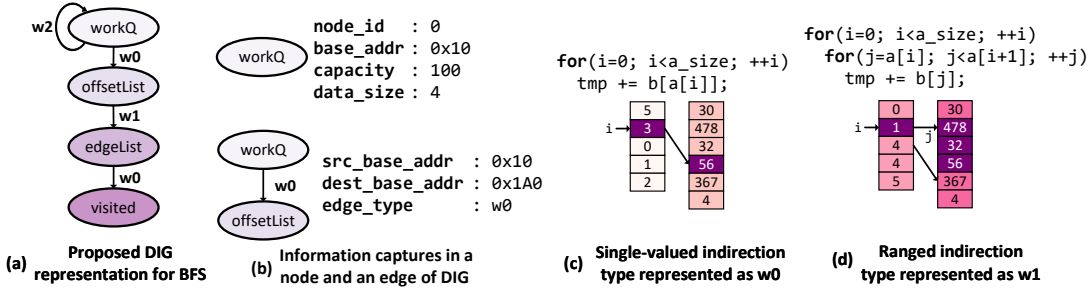 w2
workQ
w0
offsetList
w1
edgeList
w0
visited
(a) Proposed DIG
representation for BFS
workQ
node_id : 0
base_addr : 0x10
capacity : 100
data_size : 4
workQ
w0
offsetList
src_base_addr : 0x10
dest_base_addr : 0x1A0
edge_type : w0
(b) Information captures in a
node and an edge of DIG
for(i=0; i<a_size; ++i)
tmp += b[a[i]];
i
5
3
0
1
2
30
478
32
56
367
4
(c) Single-valued indirection
type represented as w0
for(i=0; i<a_size; ++i)
for(j=a[i]; j<a[i+1]; ++j)
tmp += b[j];
i
0
1
4
4
5
j
30
478
32
56
367
4
(d) Ranged indirection
type represented as w1